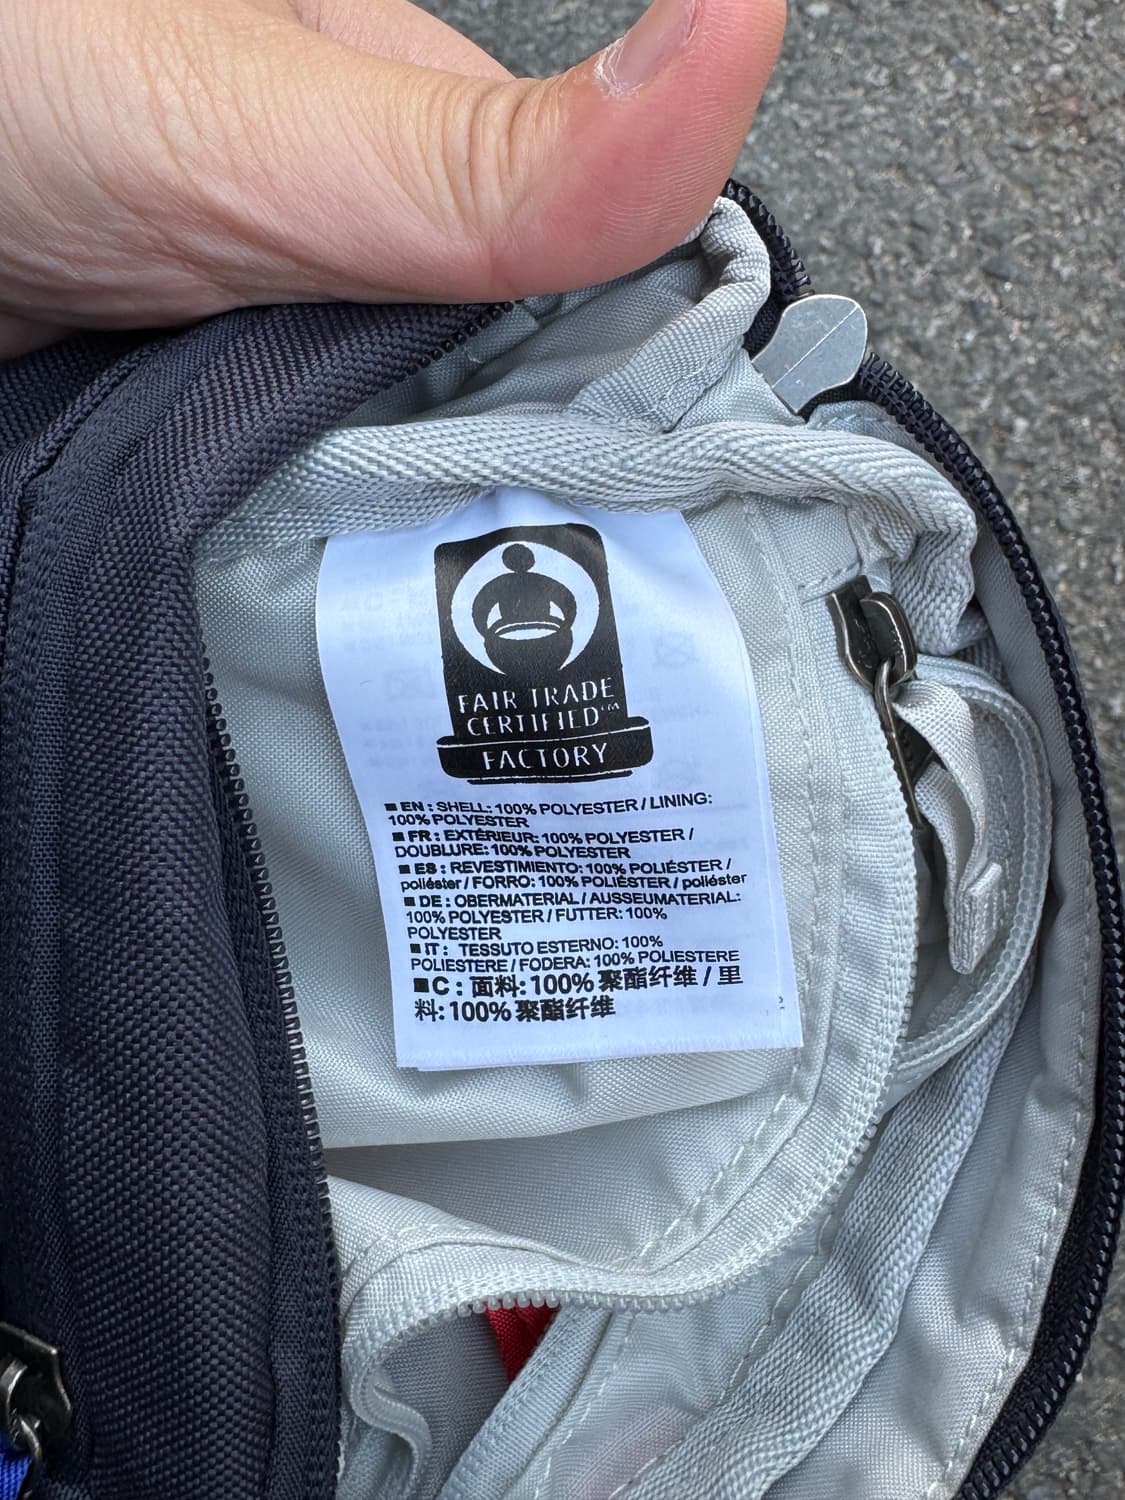 FAIR TRADE
CERTIFIED™
FACTORY
■ EN : SHELL: 100% POLYESTER / LINING:
100% POLYESTER
■ FR : EXTÉRIEUR: 100% POLYESTER /
DOUBLURE: 100% POLYESTER
■ ES : REVESTIMIENTO: 100% POLIÉSTER /
poliéster / FORRO: 100% POLIÉSTER / poliéster
■ DE : OBERMATERIAL / AUSSEUMATERIAL:
100% POLYESTER / FUTTER: 100%
POLYESTER
■ IT : TESSUTO ESTERNO: 100%
POLIESTERE / FODERA: 100% POLIESTERE
■C : 面料: 100% 聚酯纤维 / 里
料: 100% 聚酯纤维